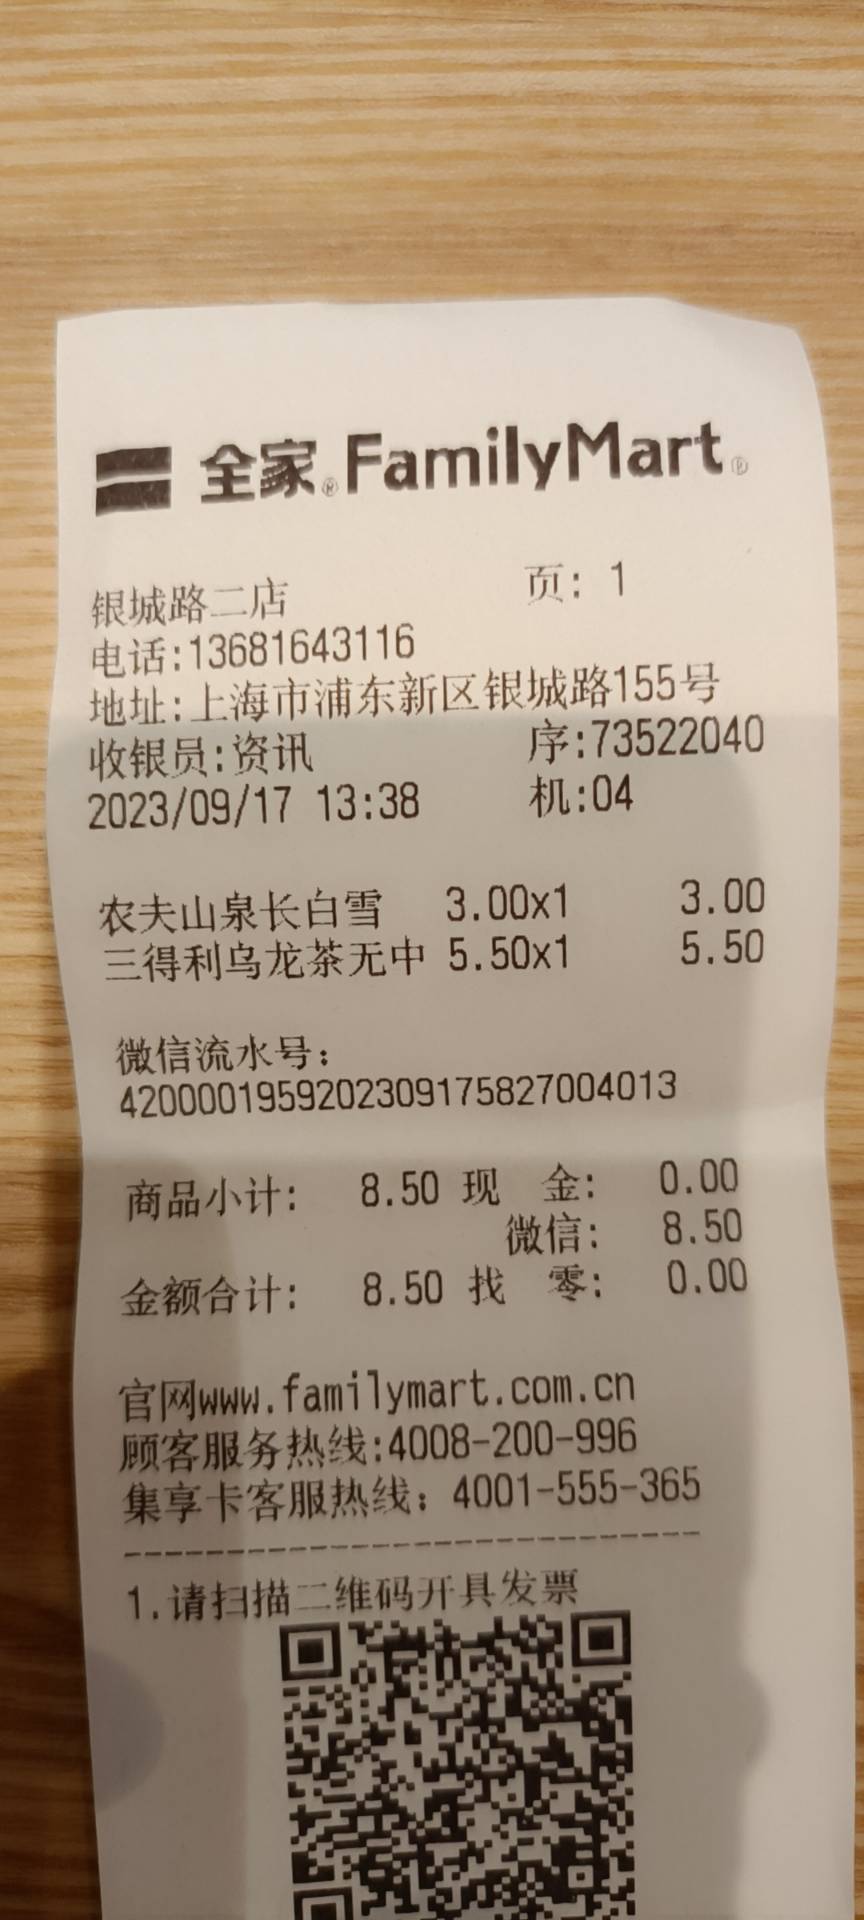 全家® FamilyMart®
银城路二店 页: 1
电话:13681643116
地址:上海市浦东新区银城路155号
收银员:资讯 序:73522040
2023/09/17 13:38 机:04
农夫山泉长白雪 3.00x1 3.00
三得利乌龙茶无中 5.50x1 5.50
微信流水号:
4200001959202309175827004013
商品小计: 8.50 现 金: 0.00
微信: 8.50
金额合计: 8.50 找 零: 0.00
官网www.familymart.com.cn
顾客服务热线:4008-200-996
集享卡客服热线: 4001-555-365
1.请扫描二维码开具发票